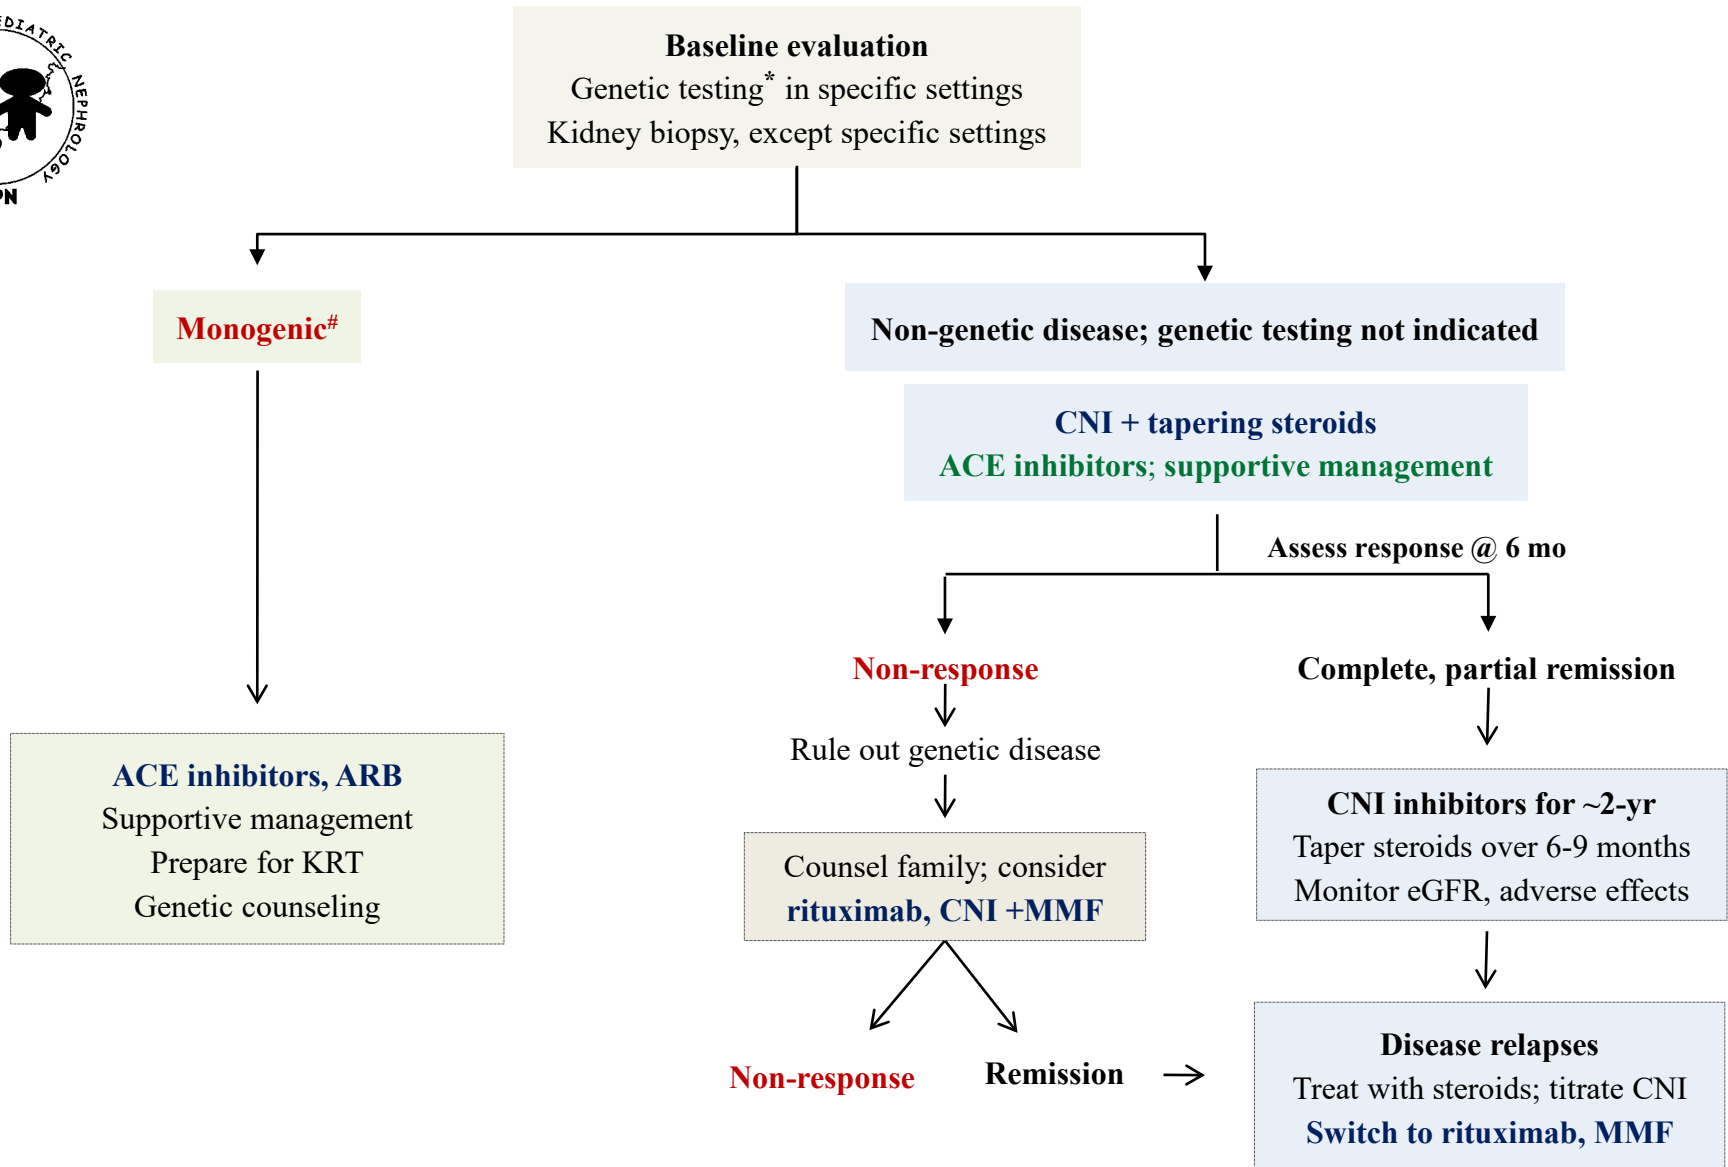 EDIATRIC NEPHROLOGY
PN
Baseline evaluation
Genetic testing* in specific settings
Kidney biopsy, except specific settings
Monogenic#
Non-genetic disease; genetic testing not indicated
CNI + tapering steroids
ACE inhibitors; supportive management
Assess response @ 6 mo
Non-response
Complete, partial remission
Rule out genetic disease
ACE inhibitors, ARB
Supportive management
Prepare for KRT
Genetic counseling
Counsel family; consider
rituximab, CNI +MMF
CNI inhibitors for ~2-yr
Taper steroids over 6-9 months
Monitor eGFR, adverse effects
Non-response
Remission
Disease relapses
Treat with steroids; titrate CNI
Switch to rituximab, MMF